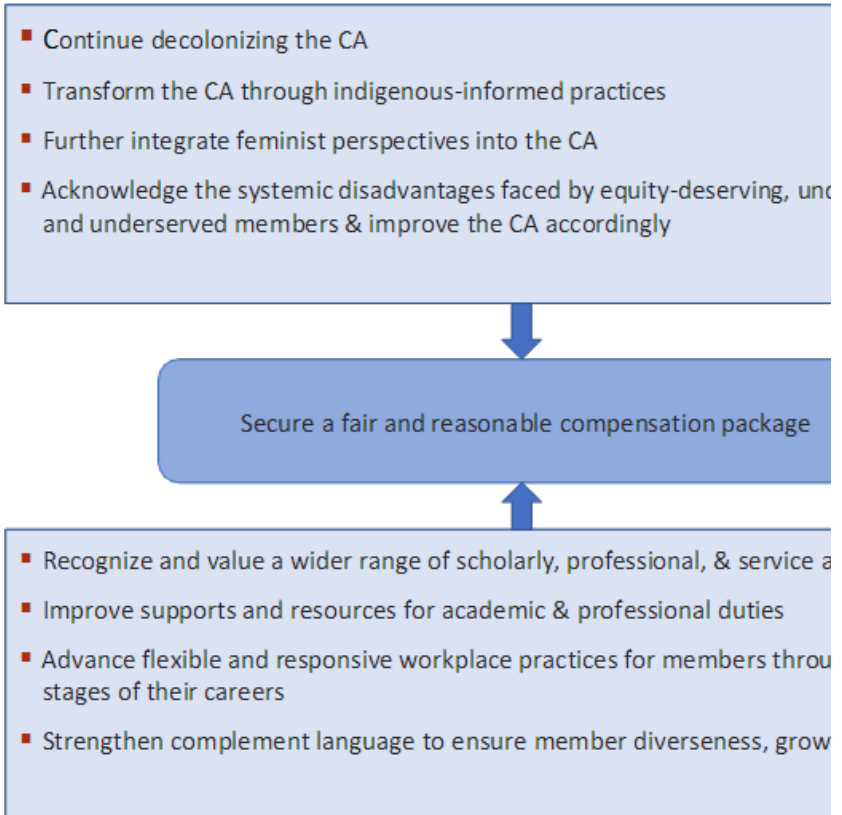 Continue decolonizing the CA
Transform the CA through indigenous-informed practices
Further integrate feminist perspectives into the CA
Acknowledge the systemic disadvantages faced by equity-deserving,
and underserved members & improve the CA accordingly
Secure a fair and reasonable compensation package
Recognize and value a wider range of scholarly, professional, & service
Improve supports and resources for academic & professional duties
Advance flexible and responsive workplace practices for members
stages of their careers
Strengthen complement language to ensure member diverseness,